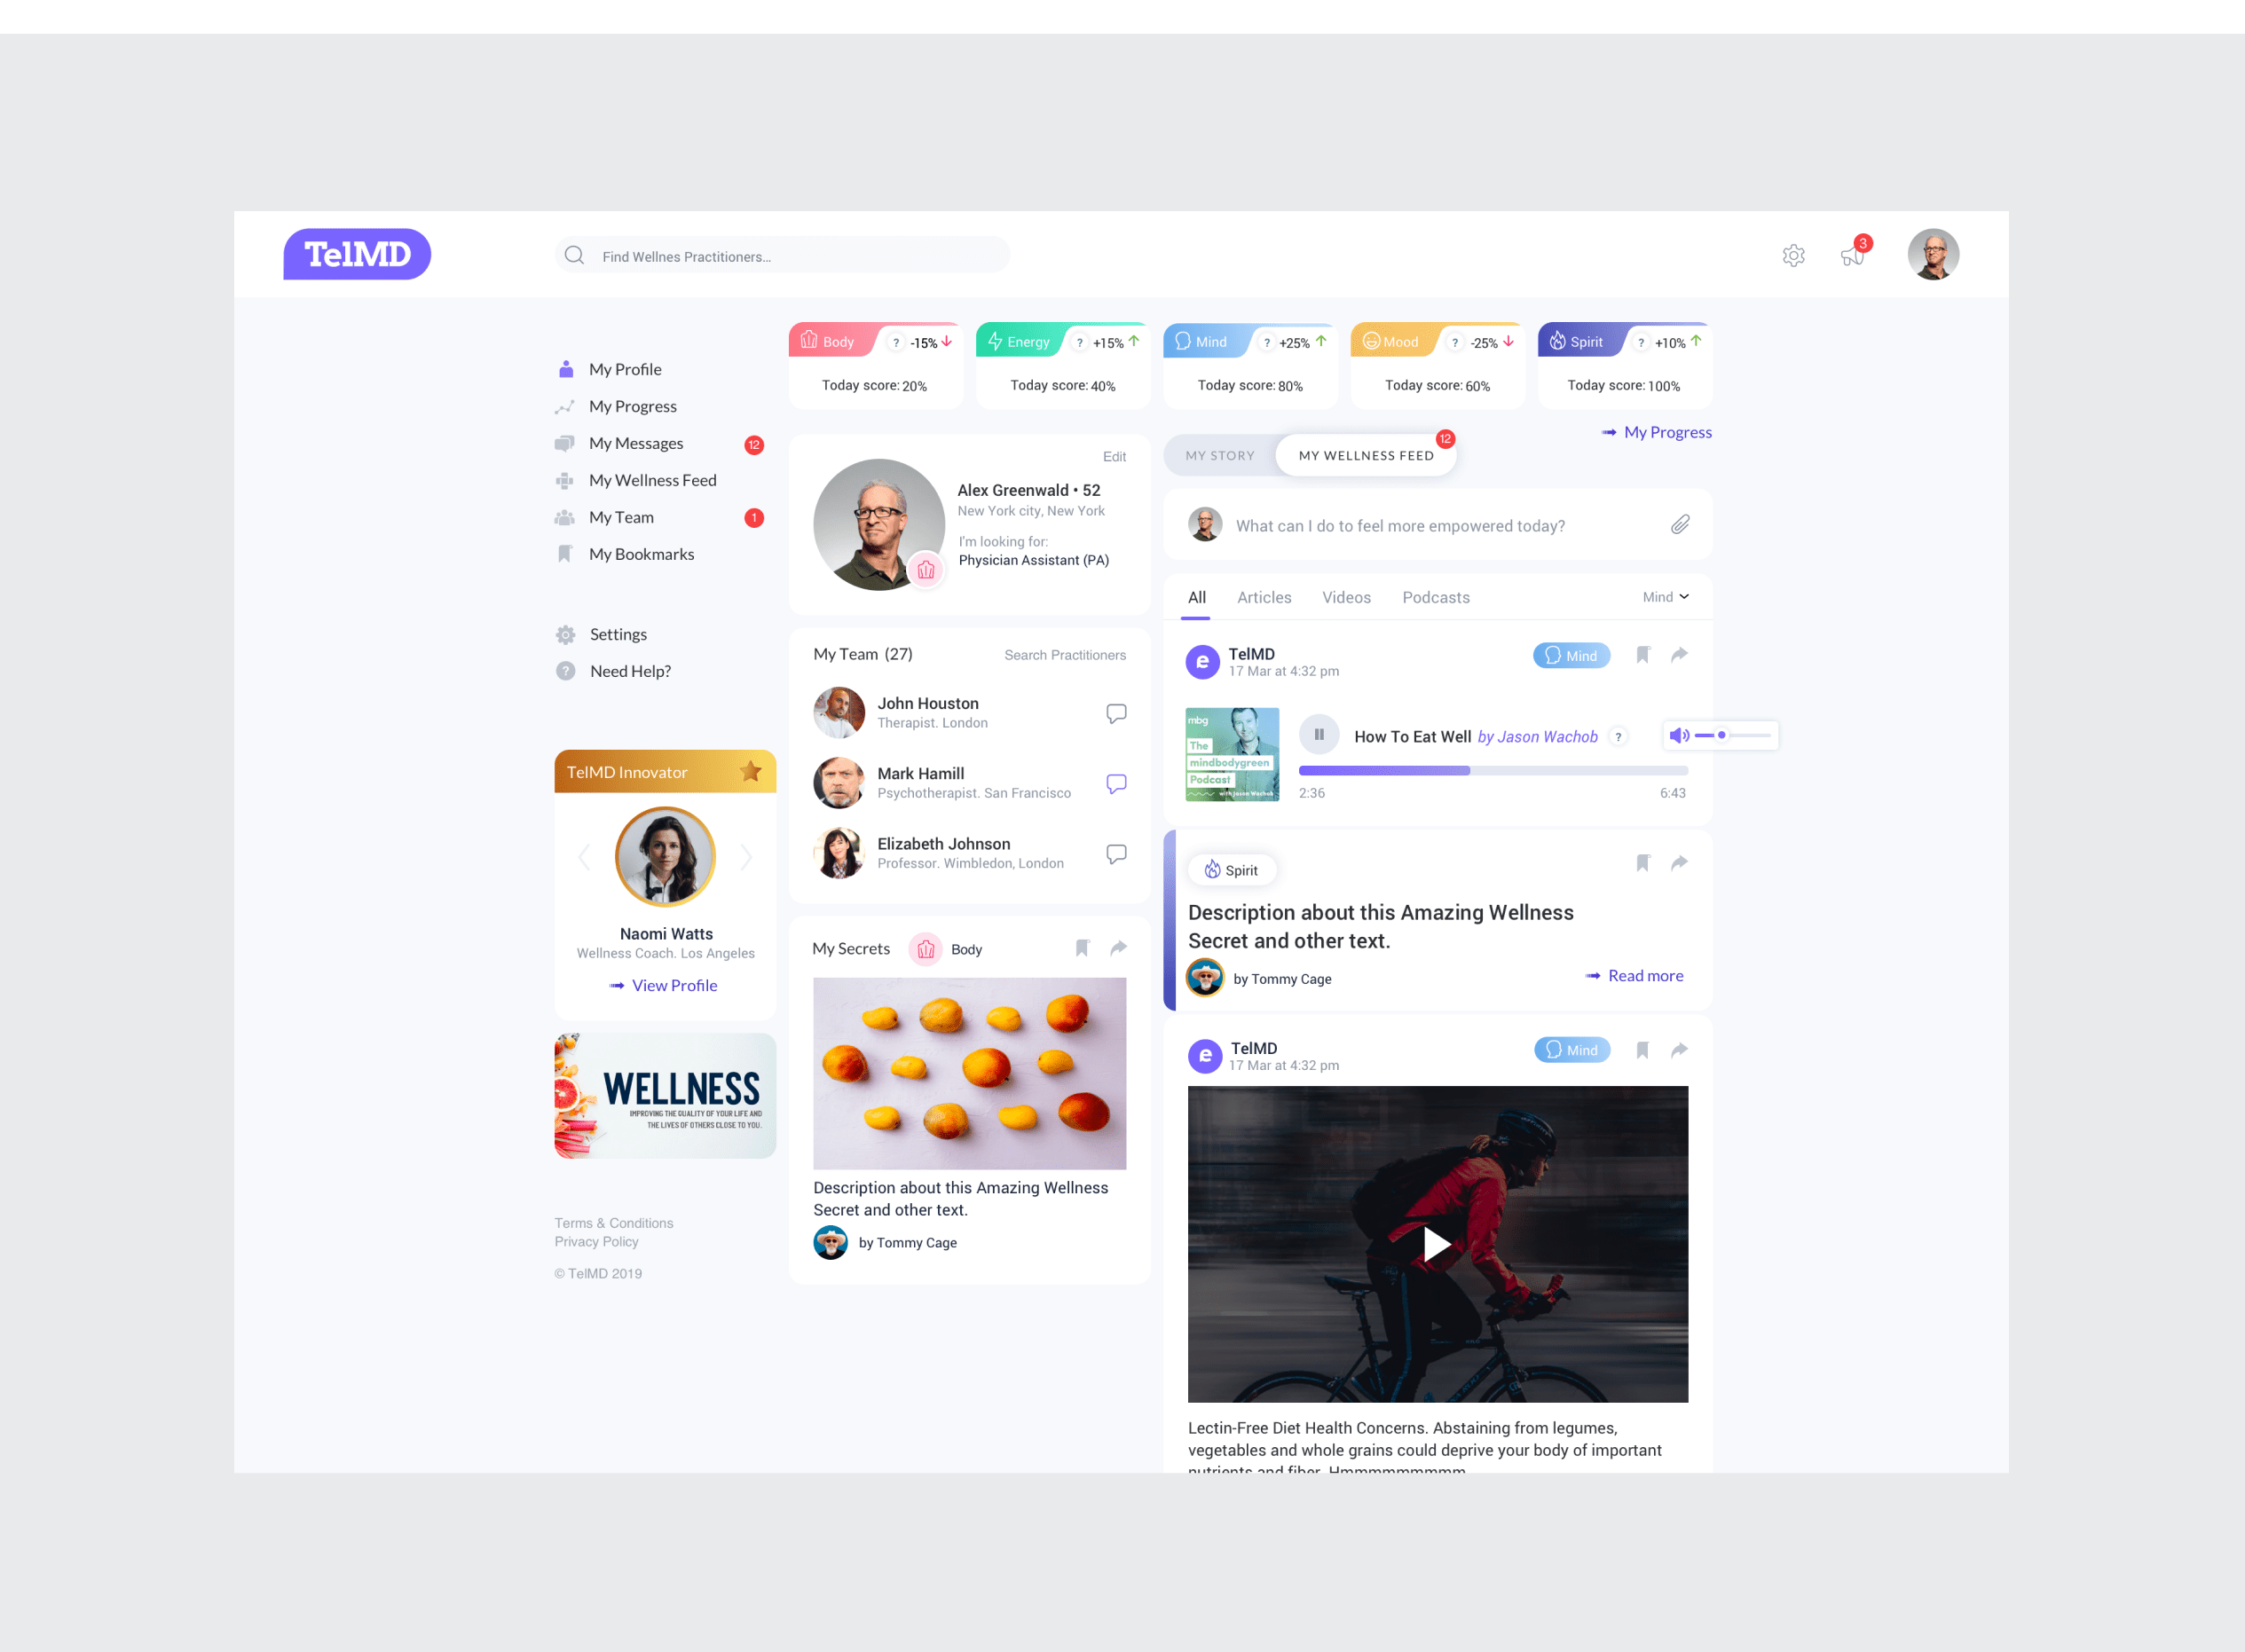 TelMD
Find Wellnes Practitioners...
3
My Profile
My Progress
My Messages
12
My Wellness Feed
My Team
1
My Bookmarks
Settings
? Need Help?
TelMD Innovator
Naomi Watts
Wellness Coach. Los Angeles
View Profile
WELLNESS
IMPROVING THE QUALITY OF YOUR LIFE AND
THE LIVES OF OTHERS CLOSE TO YOU.
Terms & Conditions
Privacy Policy
© TelMD 2019
Body ? -15%
Today score: 20%
Energy ? +15%
Today score: 40%
Mind ? +25%
Today score: 80%
Mood ? -25%
Today score: 60%
Spirit ? +10%
Today score: 100%
My Progress
Edit
Alex Greenwald • 52
New York city, New York
I'm looking for:
Physician Assistant (PA)
My Team (27)
Search Practitioners
John Houston
Therapist. London
Mark Hamill
Psychotherapist. San Francisco
Elizabeth Johnson
Professor. Wimbledon, London
My Secrets
Body
Description about this Amazing Wellness
Secret and other text.
by Tommy Cage
MY STORY
MY WELLNESS FEED
12
What can I do to feel more empowered today?
All
Articles
Videos
Podcasts
Mind
e
TelMD
17 Mar at 4:32 pm
Mind
mbg
The
mindbodygreen
Podcast
with Jason Wachob
How To Eat Well by Jason Wachob ?
2:36
6:43
Spirit
Description about this Amazing Wellness
Secret and other text.
by Tommy Cage
Read more
e
TelMD
17 Mar at 4:32 pm
Mind
Lectin-Free Diet Health Concerns. Abstaining from legumes,
vegetables and whole grains could deprive your body of important
nutrients and fiber. Hmmmmmmmmm